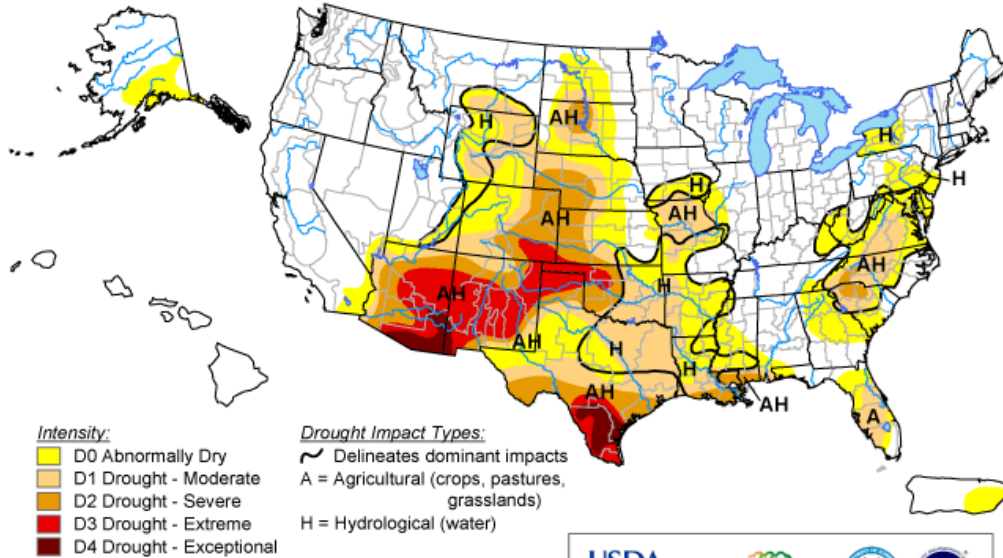 H
AH
H
AH
H
AH
H
AH
AH
AH
H
AH
H
H
AH
AH
A
Intensity:
D0 Abnormally Dry
D1 Drought - Moderate
D2 Drought - Severe
D3 Drought - Extreme
D4 Drought - Exceptional
Drought Impact Types:
Delineates dominant impacts
A = Agricultural (crops, pastures,
grasslands)
H = Hydrological (water)
USDA